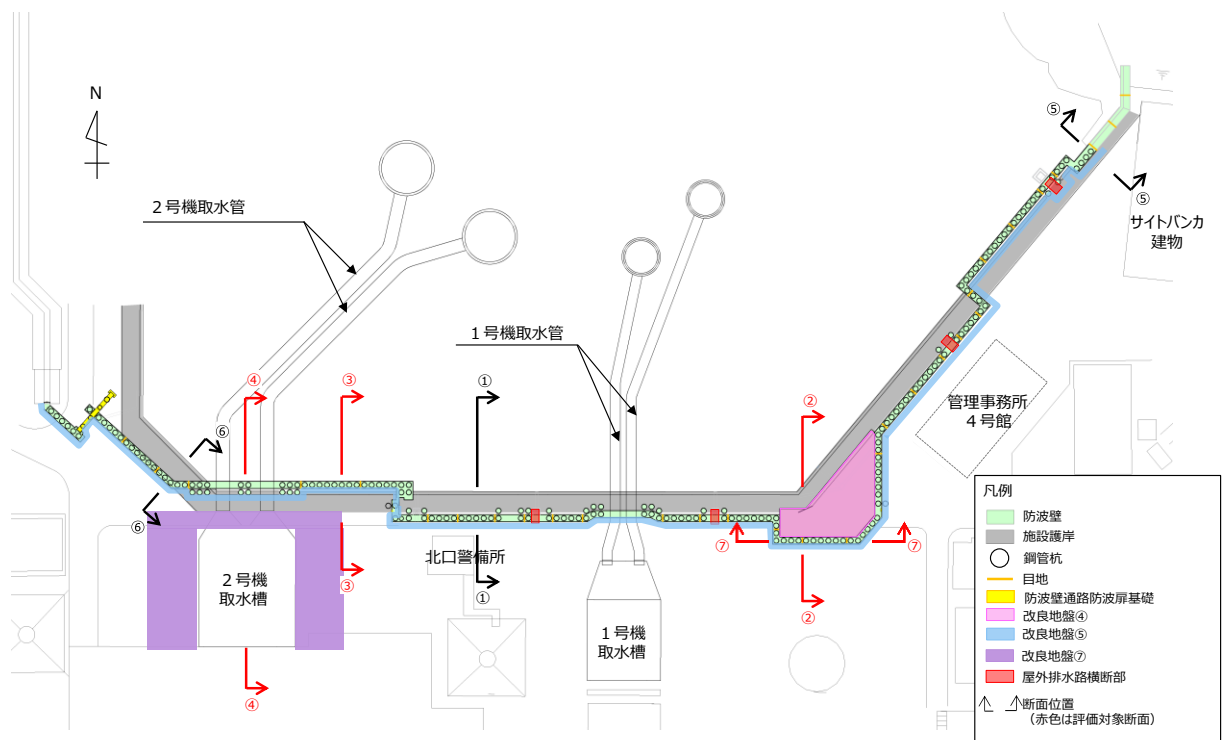 N
2号機取水管
1号機取水管
⑤
⑤
サイトバンカ
建物
④
③
①
②
⑥
⑥
管理事務所
4号館
北口警備所
⑦
⑦
2号機
取水槽
③
①
②
1号機
取水槽
④
凡例
防波壁
施設護岸
鋼管杭
目地
防波壁通路防波扉基礎
改良地盤④
改良地盤⑤
改良地盤⑦
屋外排水路横断部
断面位置
(赤色は評価対象断面)